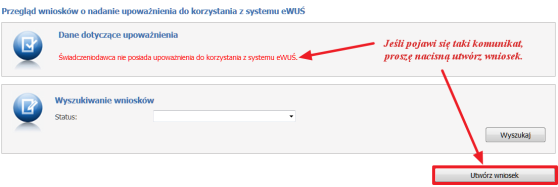 Przegląd wniosków o nadanie upoważnienia do korzystania z systemu eWUŚ
Dane dotyczące upoważnienia
Świadczeniodawca nie posiada upoważnienia do korzystania z systemu eWUŚ.
Jeśli pojawi się taki komunikat,
proszę nacisną utwórz wniosek.
Wyszukiwanie wniosków
Status:
Wyszukaj
Utwórz wniosek